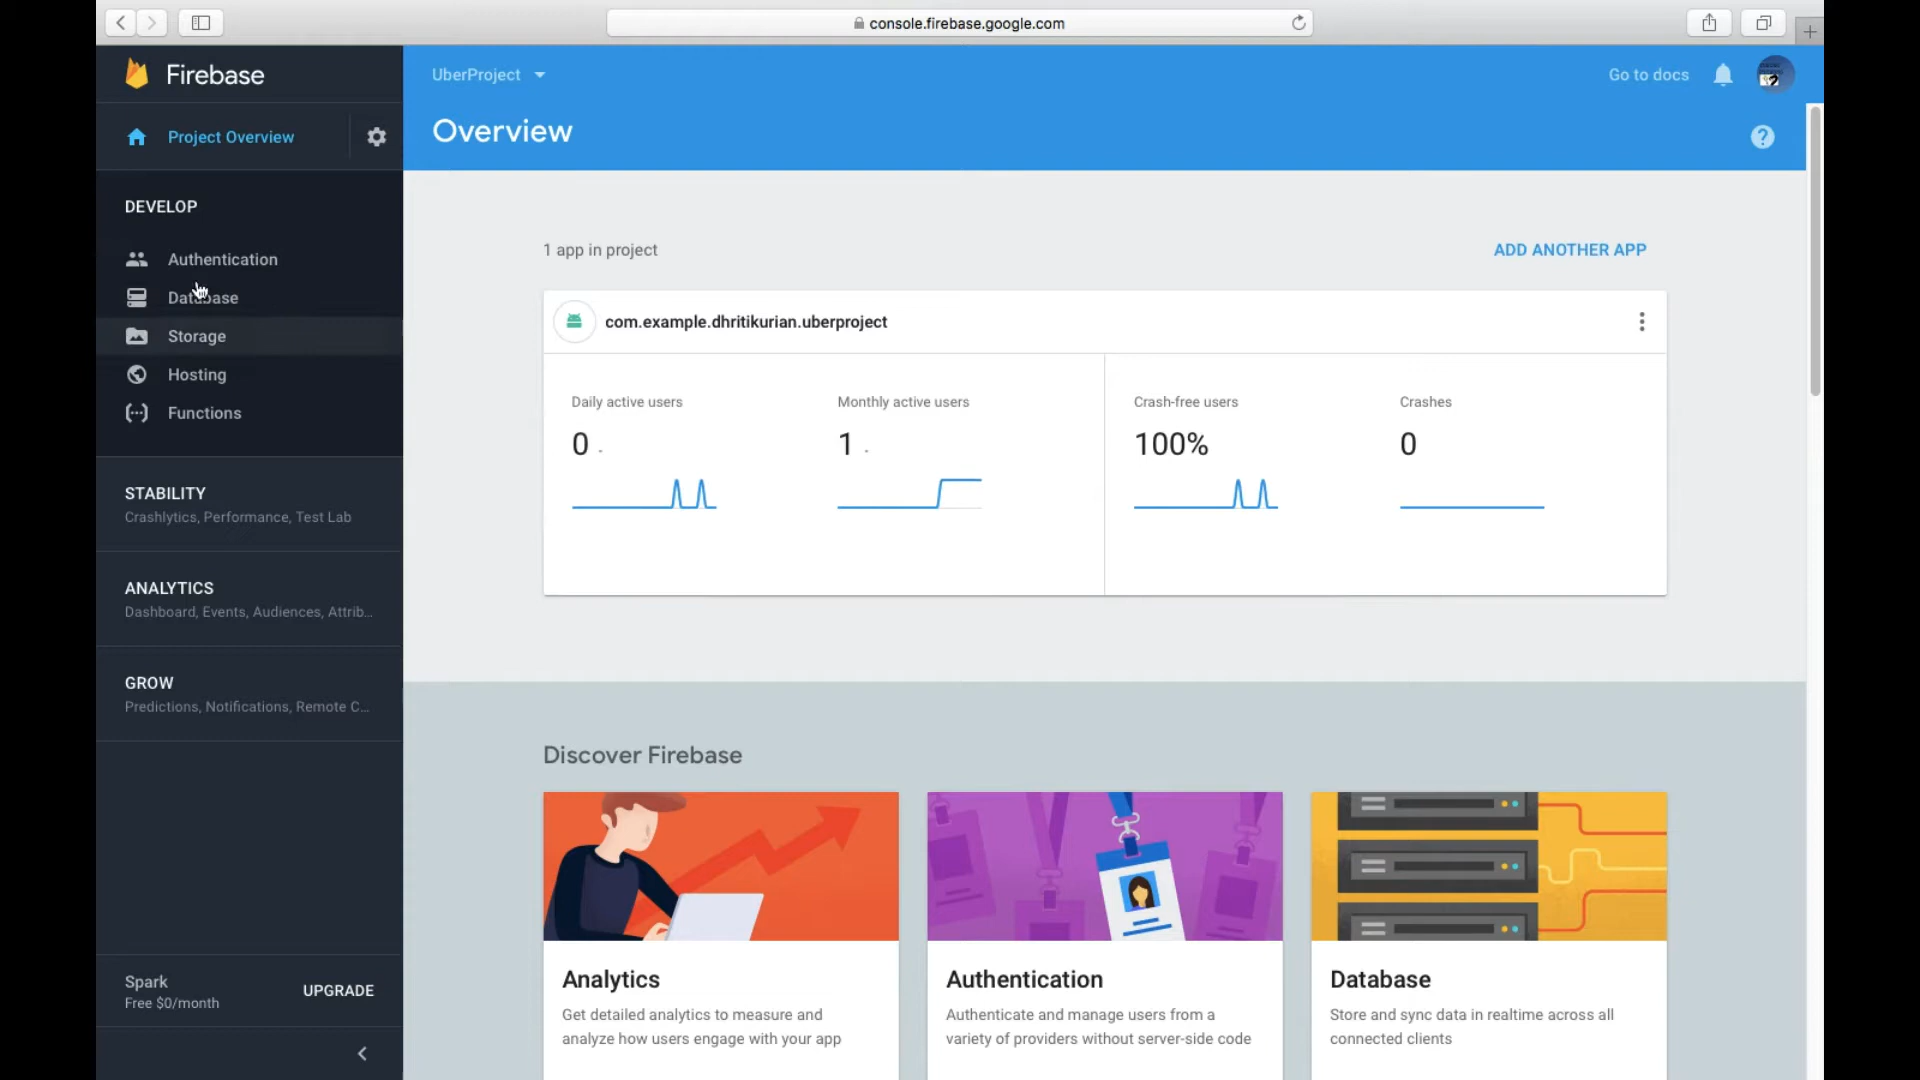 console.firebase.google.com
Firebase
UberProject
Go to docs
Project Overview
Overview
DEVELOP
Authentication
Database
Storage
Hosting
Functions
STABILITY
Crashlytics, Performance, Test Lab
ANALYTICS
Dashboard, Events, Audiences, Attrib...
GROW
Predictions, Notifications, Remote C...
Spark
Free $0/month
UPGRADE
1 app in project
ADD ANOTHER APP
com.example.dhritikurian.uberproject
Daily active users
0
Monthly active users
1
Crash-free users
100%
Crashes
0
Discover Firebase
Analytics
Get detailed analytics to measure and
analyze how users engage with your app
Authentication
Authenticate and manage users from a
variety of providers without server-side code
Database
Store and sync data in realtime across all
connected clients